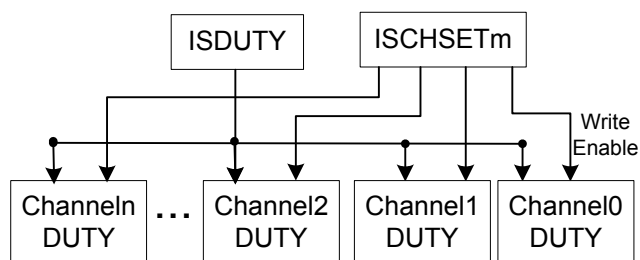 ISDUTY
ISCHSETm
Write
Enable
Channeln
DUTY
...
Channel2
DUTY
Channel1
DUTY
Channel0
DUTY